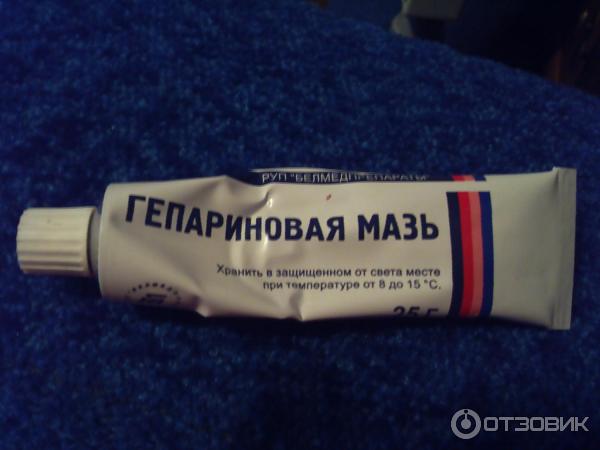 РУП "БЕЛМЕДПРЕПАРАТЫ"
ГЕПАРИНОВАЯ МАЗЬ
Хранить в защищенном от света месте
при температуре от 8 до 15 °С.
25 Г
ОТЗОВИК